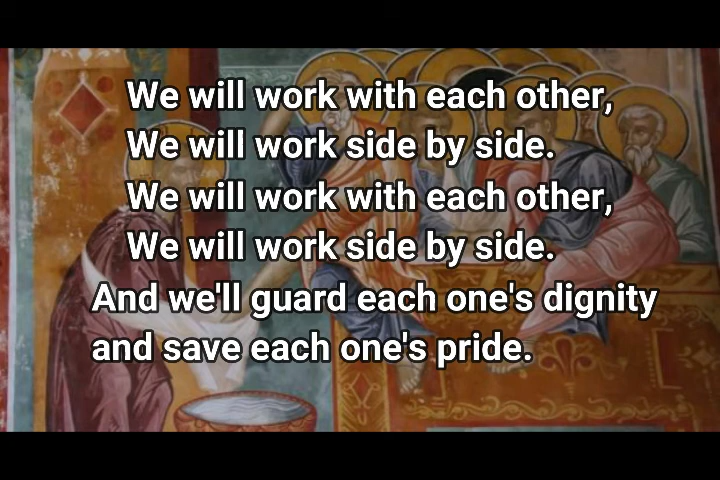 We will work with each other,
We will work side by side.
We will work with each other,
We will work side by side.
And we'll guard each one's dignity
and save each one's pride.